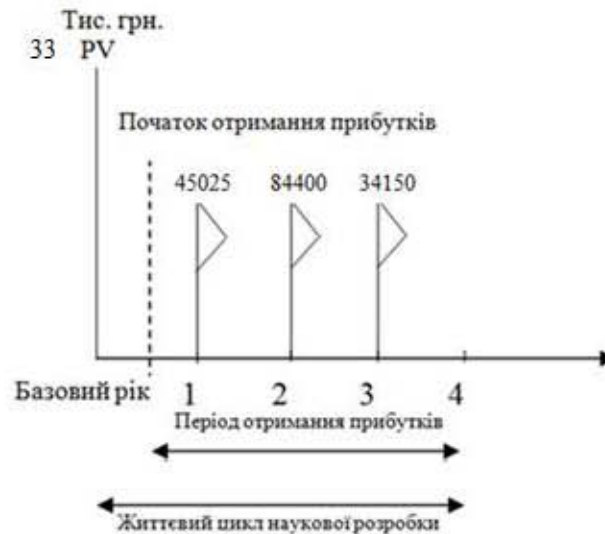 Тис. грн.
33 PV
Початок отримання прибутків
45025 84400 34150
Базовий рік 1 2 3 4
Період отримання прибутків
Життєвий цикл наукової розробки